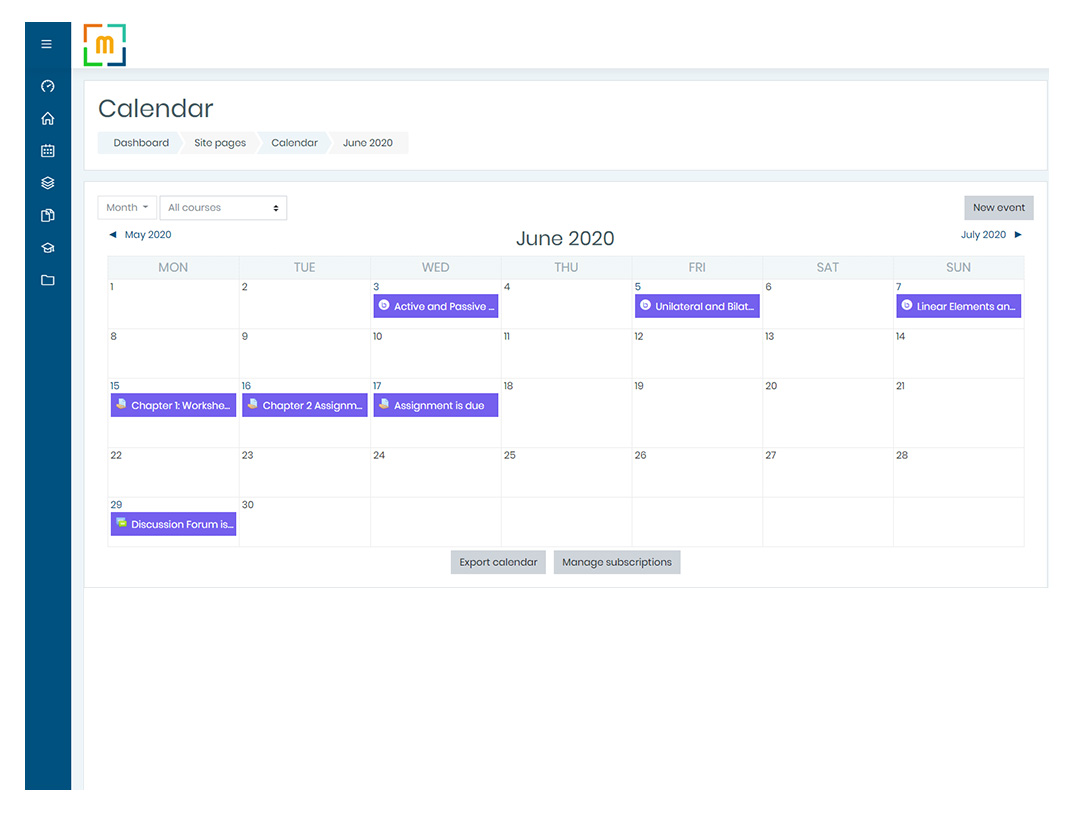 m
Calendar
Dashboard Site pages Calendar June 2020
Month All courses New event
May 2020 June 2020 July 2020
MON TUE WED THU FRI SAT SUN
1 2 3 4 5 6 7
Active and Passive ... Unilateral and Bilat... Linear Elements an...
8 9 10 11 12 13 14
15 16 17 18 19 20 21
Chapter 1: Workshe... Chapter 2 Assignm... Assignment is due
22 23 24 25 26 27 28
29 30
Discussion Forum is...
Export calendar Manage subscriptions